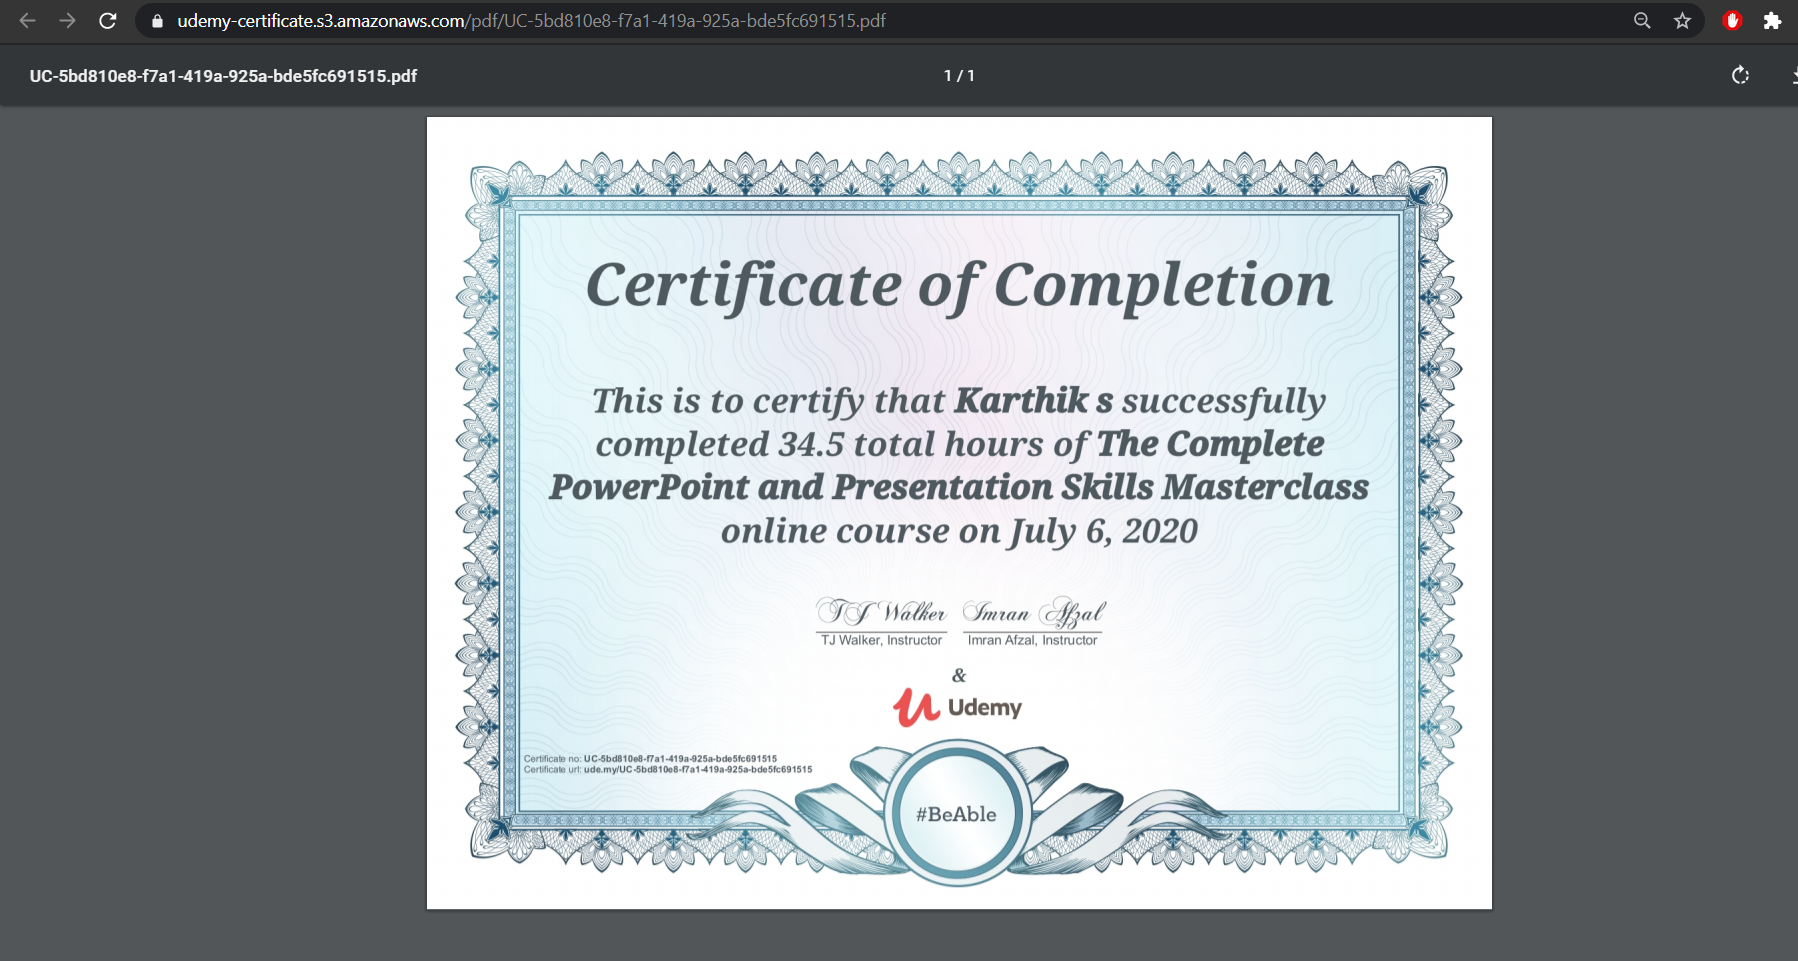 udemy-certificate.s3.amazonaws.com/pdf/UC-5bd810e8-f7a1-419a-925a-bde5fc691515.pdf
UC-5bd810e8-f7a1-419a-925a-bde5fc691515.pdf
1 / 1
Certificate of Completion
This is to certify that Karthik s successfully
completed 34.5 total hours of The Complete
PowerPoint and Presentation Skills Masterclass
online course on July 6, 2020
TJ Walker Imran Afzal
TJ Walker, Instructor Imran Afzal, Instructor
&
Udemy
Certificate no: UC-5bd810e8-f7a1-419a-925a-bde5fc691515
Certificate url: ude.my/UC-5bd810e8-f7a1-419a-925a-bde5fc691515
#BeAble